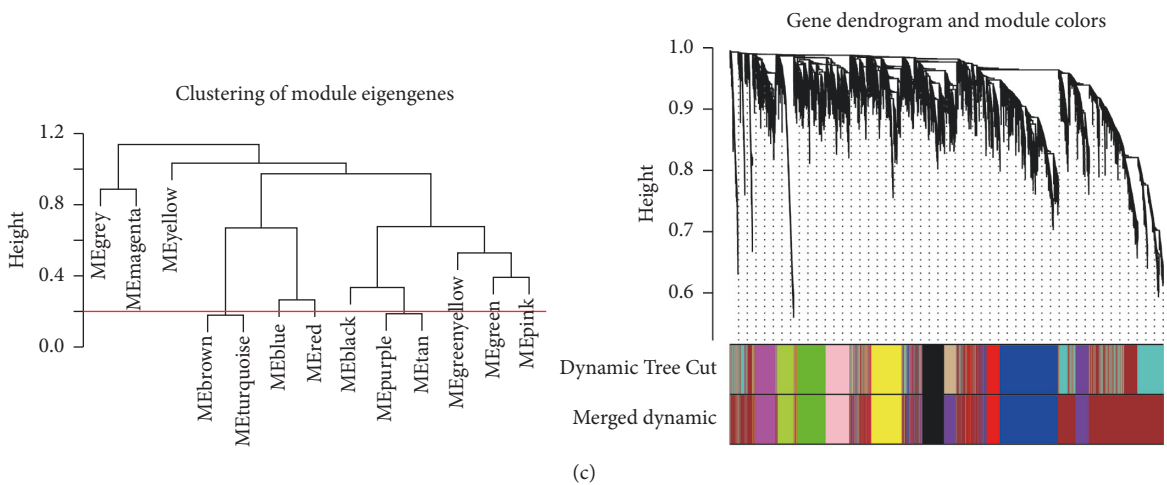 Clustering of module eigengenes
Height
1.2
0.8
0.4
0.0
MEgrey
MEmagenta
MEyellow
MEbrown
MEturquoise
MEblue
MEred
MEblack
MEpurple
MEtan
MEgreenyellow
MEgreen
MEpink
Gene dendrogram and module colors
Height
1.0
0.9
0.8
0.7
0.6
Dynamic Tree Cut
Merged dynamic
(c)